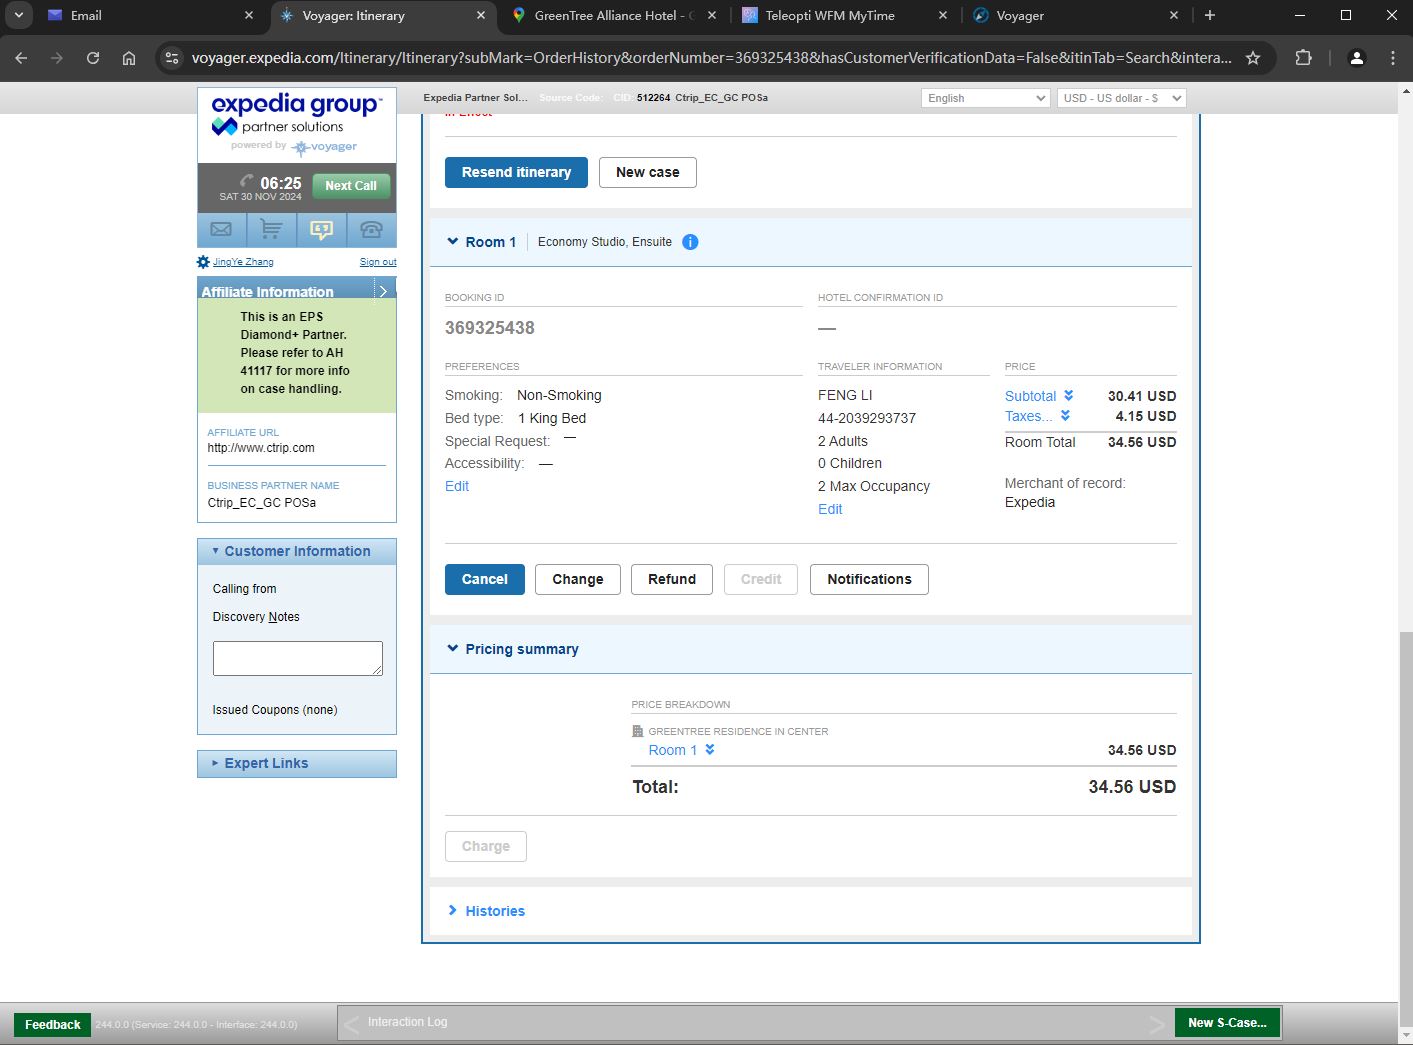 Email
Voyager: Itinerary
GreenTree Alliance Hotel -
Teleopti WFM MyTime
Voyager
voyager.expedia.com/Itinerary/Itinerary?subMark=OrderHistory&orderNumber=369325438&hasCustomerVerificationData=False&itinTab=Search&intera...
Expedia Partner Sol... Source Code: CID: 512264 Ctrip_EC_GC POSa
English
USD - US dollar - $
expedia group™
partner solutions
powered by voyager
06:25
SAT 30 NOV 2024
Next Call
JingYe Zhang
Sign out
Affiliate Information
This is an EPS
Diamond+ Partner.
Please refer to AH
41117 for more info
on case handling.
AFFILIATE URL
http://www.ctrip.com
BUSINESS PARTNER NAME
Ctrip_EC_GC POSa
Customer Information
Calling from
Discovery Notes
Issued Coupons (none)
Expert Links
in Effect
Resend itinerary
New case
Room 1
Economy Studio, Ensuite
BOOKING ID
369325438
HOTEL CONFIRMATION ID
—
PREFERENCES
Smoking: Non-Smoking
Bed type: 1 King Bed
Special Request: —
Accessibility: —
Edit
TRAVELER INFORMATION
FENG LI
44-2039293737
2 Adults
0 Children
2 Max Occupancy
Edit
PRICE
Subtotal 30.41 USD
Taxes... 4.15 USD
Room Total 34.56 USD
Merchant of record:
Expedia
Cancel
Change
Refund
Credit
Notifications
Pricing summary
PRICE BREAKDOWN
GREENTREE RESIDENCE IN CENTER
Room 1 34.56 USD
Total: 34.56 USD
Charge
Histories
Feedback
244.0.0 (Service: 244.0.0 - Interface: 244.0.0)
Interaction Log
New S-Case...